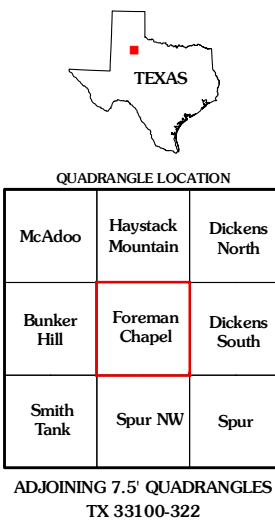 TEXAS
QUADRANGLE LOCATION
McAdoo
Haystack
Mountain
Dickens
North
Bunker
Hill
Foreman
Chapel
Dickens
South
Smith
Tank
Spur NW
Spur
ADJOINING 7.5' QUADRANGLES
TX 33100-322